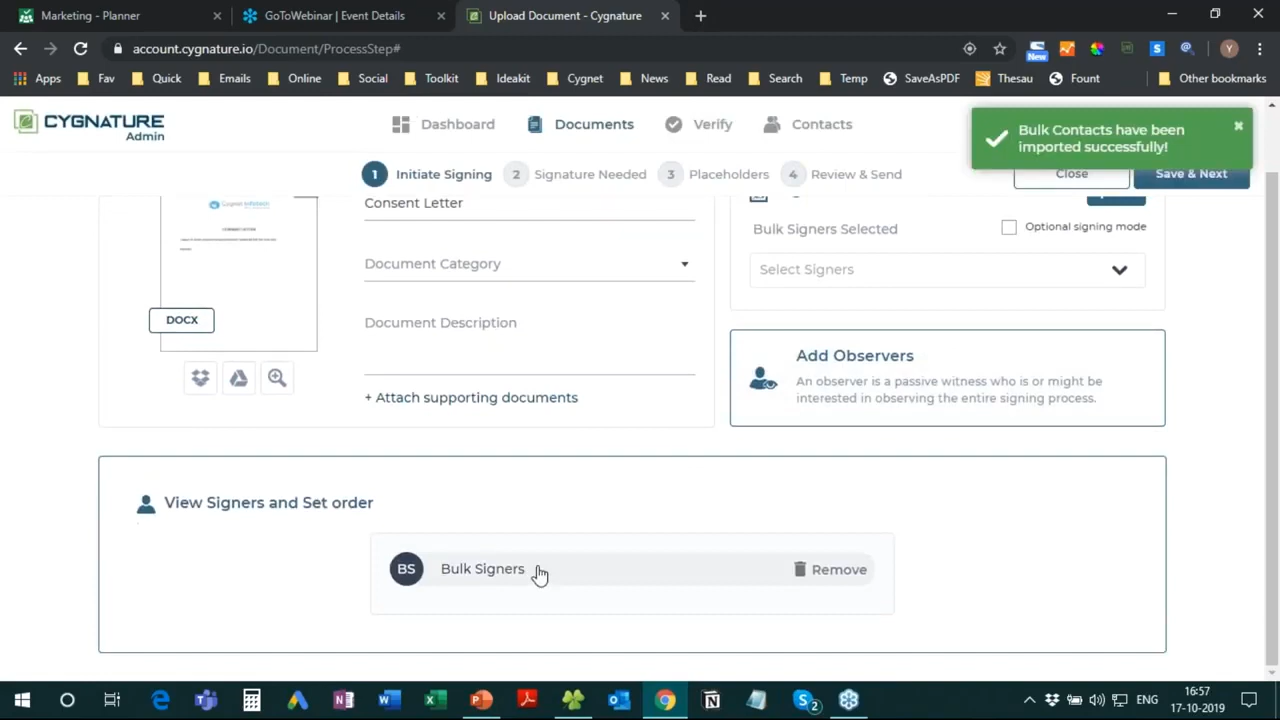 Marketing - Planner
GoToWebinar | Event Details
Upload Document - Cygnature
account.cygnature.io/Document/ProcessStep#
New
Y
Apps
Fav
Quick
Emails
Online
Social
Toolkit
Ideakit
Cygnet
News
Read
Search
Temp
SaveAsPDF
Thesau
Fount
Other bookmarks
CYGNATURE
Admin
Dashboard
Documents
Verify
Contacts
Bulk Contacts have been
imported successfully!
1 Initiate Signing
2 Signature Needed
3 Placeholders
4 Review & Send
Close
Save & Next
Cygnet Infotech
Consent Letter
Document Category
Document Description
+ Attach supporting documents
DOCX
Bulk Signers Selected
Optional signing mode
Select Signers
Add Observers
An observer is a passive witness who is or might be
interested in observing the entire signing process.
View Signers and Set order
BS Bulk Signers
Remove
ENG
16:57
17-10-2019
2